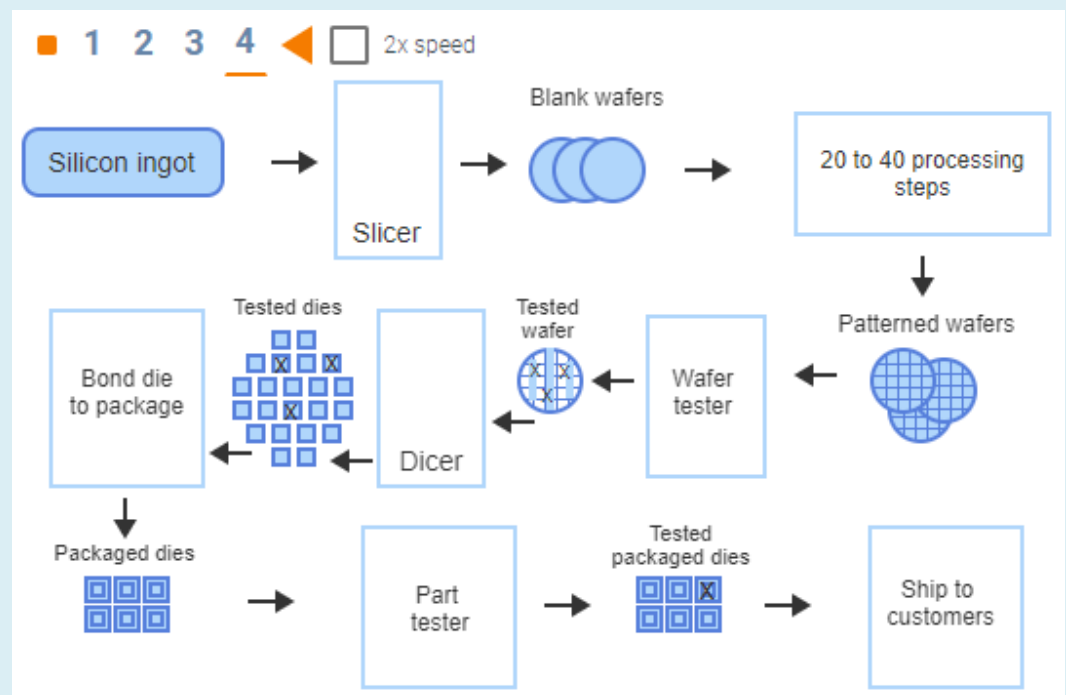 1 2 3 4 2x speed
Blank wafers
Silicon ingot
Slicer
20 to 40 processing
steps
Patterned wafers
Wafer
tester
Tested
wafer
X X
X
Dicer
Tested dies
X X
X
Bond die
to package
Packaged dies
Part
tester
Tested
packaged dies
X
Ship to
customers